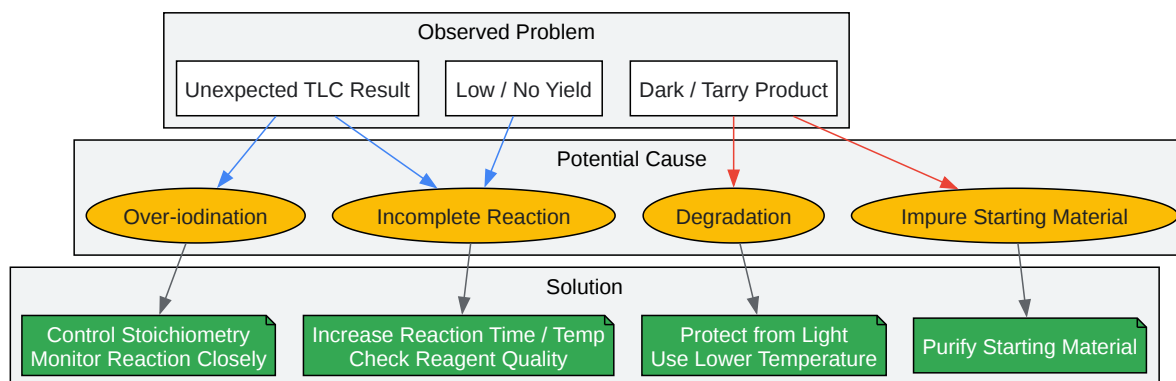 Observed Problem
Unexpected TLC Result
Low / No Yield
Dark / Tarry Product
Potential Cause
Over-iodination
Incomplete Reaction
Degradation
Impure Starting Material
Solution
Control Stoichiometry
Monitor Reaction Closely
Increase Reaction Time / Temp
Check Reagent Quality
Protect from Light
Use Lower Temperature
Purify Starting Material